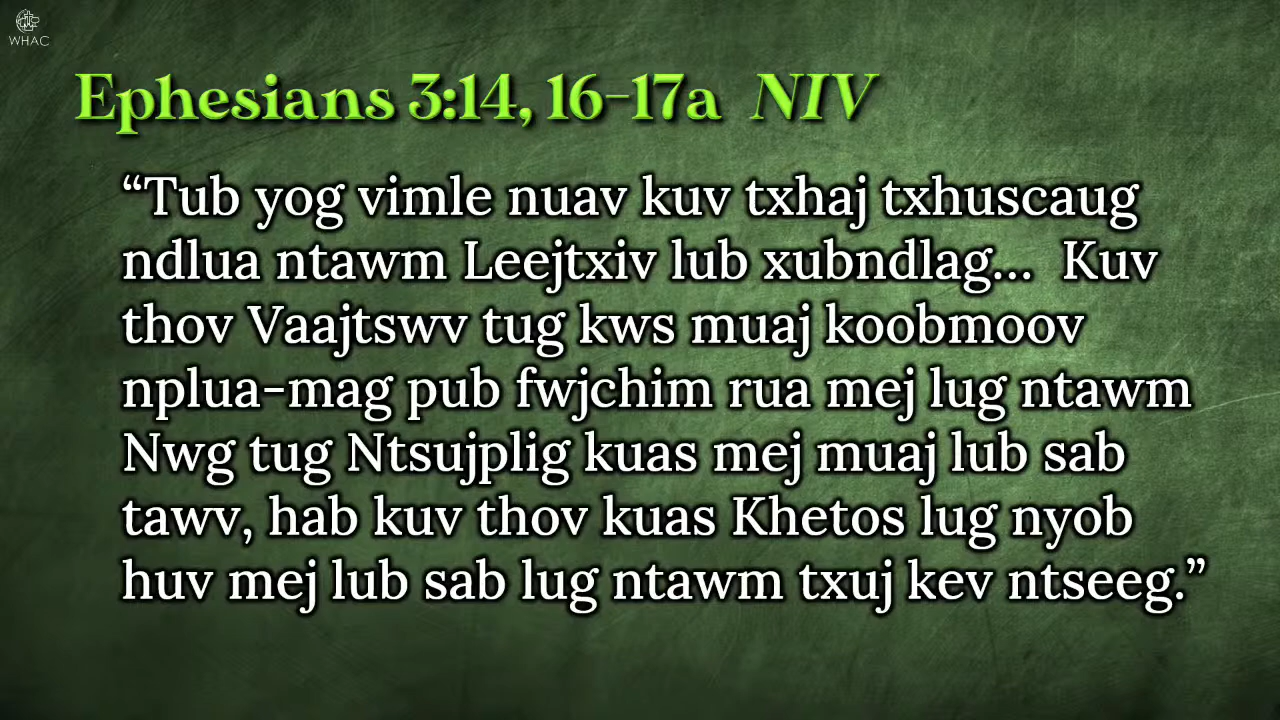 WHAC
Ephesians 3:14, 16-17a NIV
“Tub yog vimle nuav kuv txhaj txhuscaug
ndlua ntawm Leejtxiv lub xubndlag... Kuv
thov Vaajtswv tug kws muaj koobmoov
nplua-mag pub fwjchim rua mej lug ntawm
Nwg tug Ntsujplig kuas mej muaj lub sab
tawv, hab kuv thov kuas Khetos lug nyob
huv mej lub sab lug ntawm txuj kev ntseeg.”